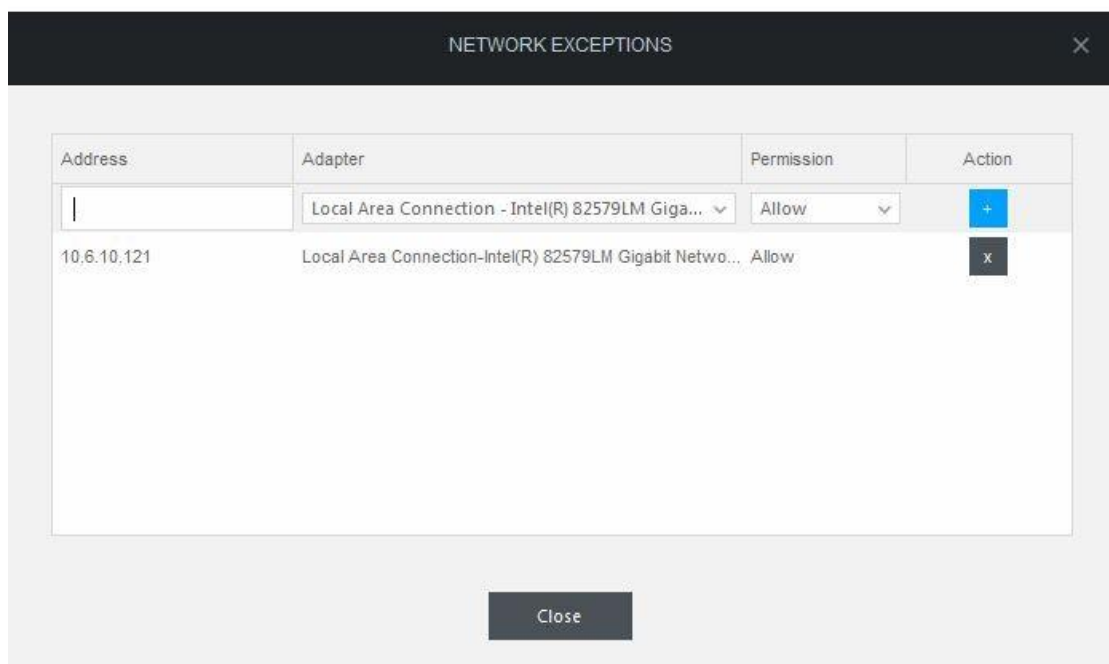 NETWORK EXCEPTIONS ×
Address Adapter Permission Action
Local Area Connection - Intel(R) 82579LM Giga... Allow +
10.6.10.121 Local Area Connection-Intel(R) 82579LM Gigabit Netwo... Allow x
Close